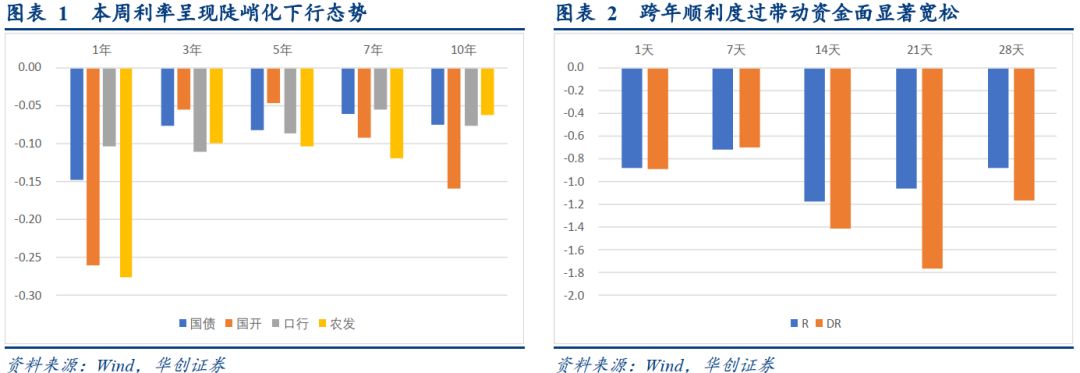 图表 1 本周利率呈现陡峭化下行态势
1年 3年 5年 7年 10年
0.00
-0.05
-0.10
-0.15
-0.20
-0.25
-0.30
国债 国开 口行 农发
资料来源：Wind，华创证券
图表 2 跨年顺利度过带动资金面显著宽松
1天 7天 14天 21天 28天
0.0
-0.2
-0.4
-0.6
-0.8
-1.0
-1.2
-1.4
-1.6
-1.8
-2.0
R DR
资料来源：Wind，华创证券